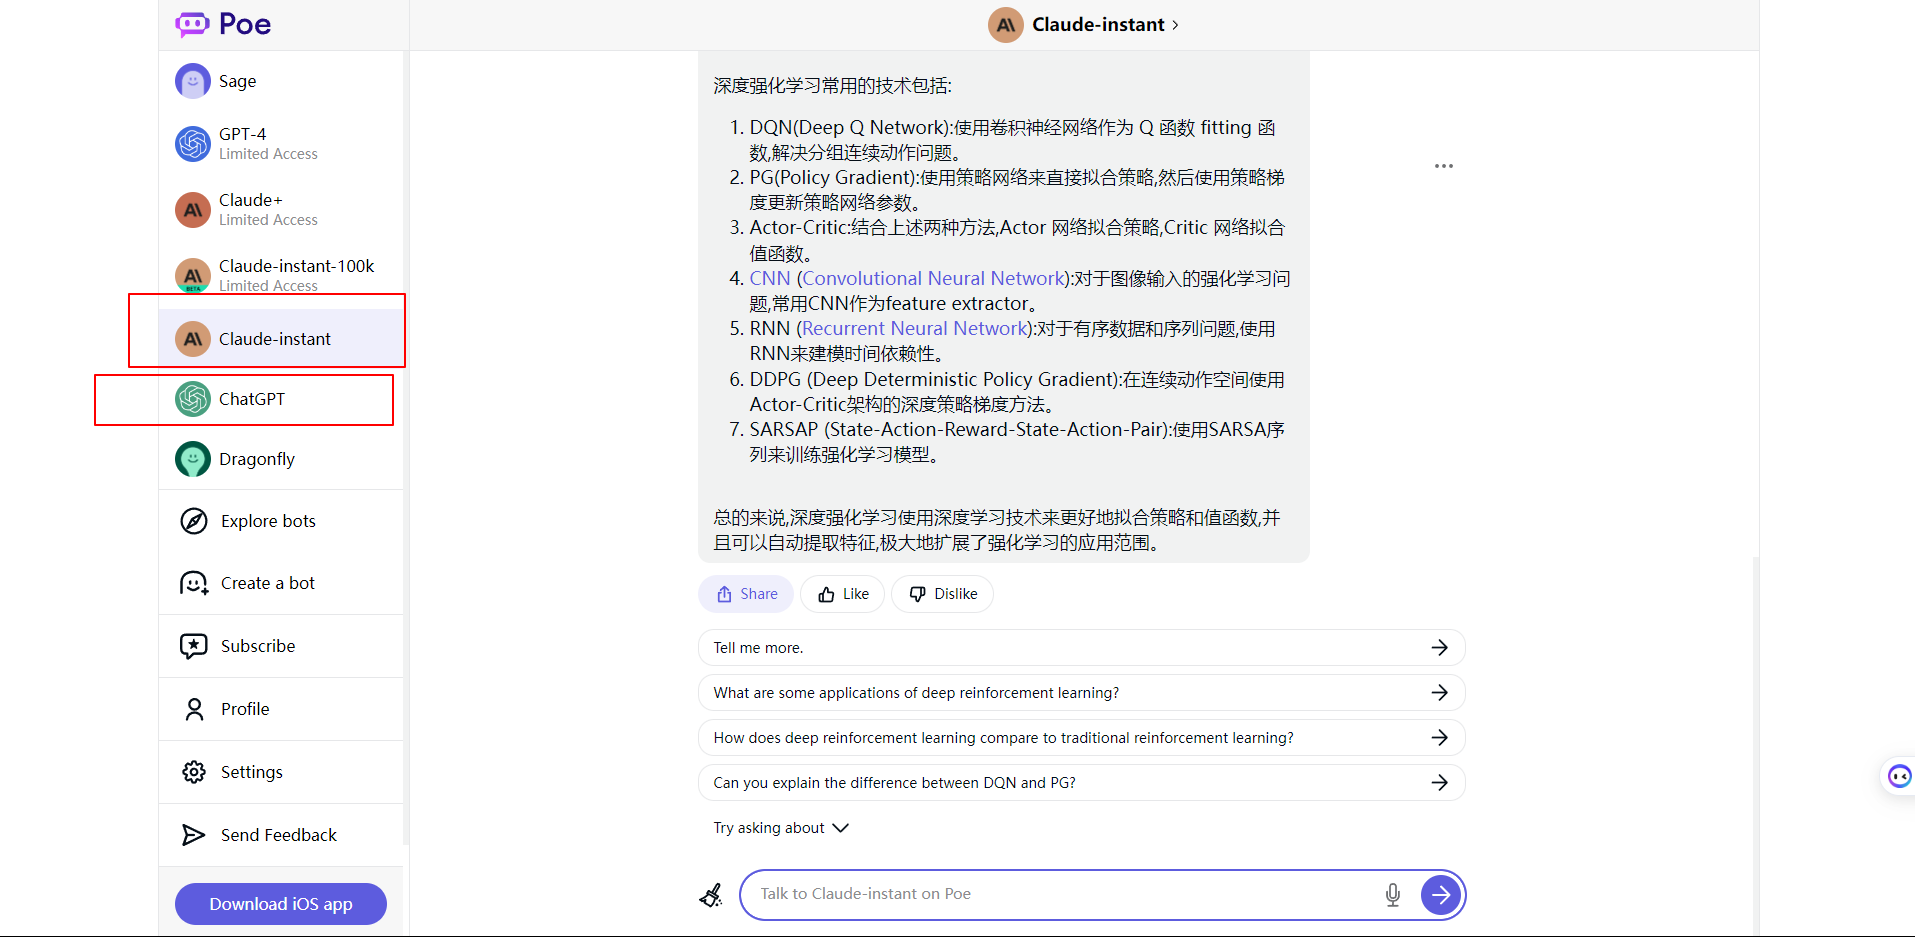 Poe
Claude-instant
Sage
GPT-4
Limited Access
Claude+
Limited Access
Claude-instant-100k
Limited Access
BETA
Claude-instant
ChatGPT
Dragonfly
Explore bots
Create a bot
Subscribe
Profile
Settings
Send Feedback
Download iOS app
深度强化学习常用的技术包括:
1. DQN(Deep Q Network):使用卷积神经网络作为 Q 函数 fitting 函
数,解决分组连续动作问题。
2. PG(Policy Gradient):使用策略网络来直接拟合策略,然后使用策略梯
度更新策略网络参数。
3. Actor-Critic:结合上述两种方法,Actor 网络拟合策略,Critic 网络拟合
值函数。
4. CNN (Convolutional Neural Network):对于图像输入的强化学习问
题,常用CNN作为feature extractor。
5. RNN (Recurrent Neural Network):对于有序数据和序列问题,使用
RNN来建模时间依赖性。
6. DDPG (Deep Deterministic Policy Gradient):在连续动作空间使用
Actor-Critic架构的深度策略梯度方法。
7. SARSAP (State-Action-Reward-State-Action-Pair):使用SARSA序
列来训练强化学习模型。
总的来说,深度强化学习使用深度学习技术来更好地拟合策略和值函数,并
且可以自动提取特征,极大地扩展了强化学习的应用范围。
Share
Like
Dislike
Tell me more.
What are some applications of deep reinforcement learning?
How does deep reinforcement learning compare to traditional reinforcement learning?
Can you explain the difference between DQN and PG?
Try asking about
Talk to Claude-instant on Poe